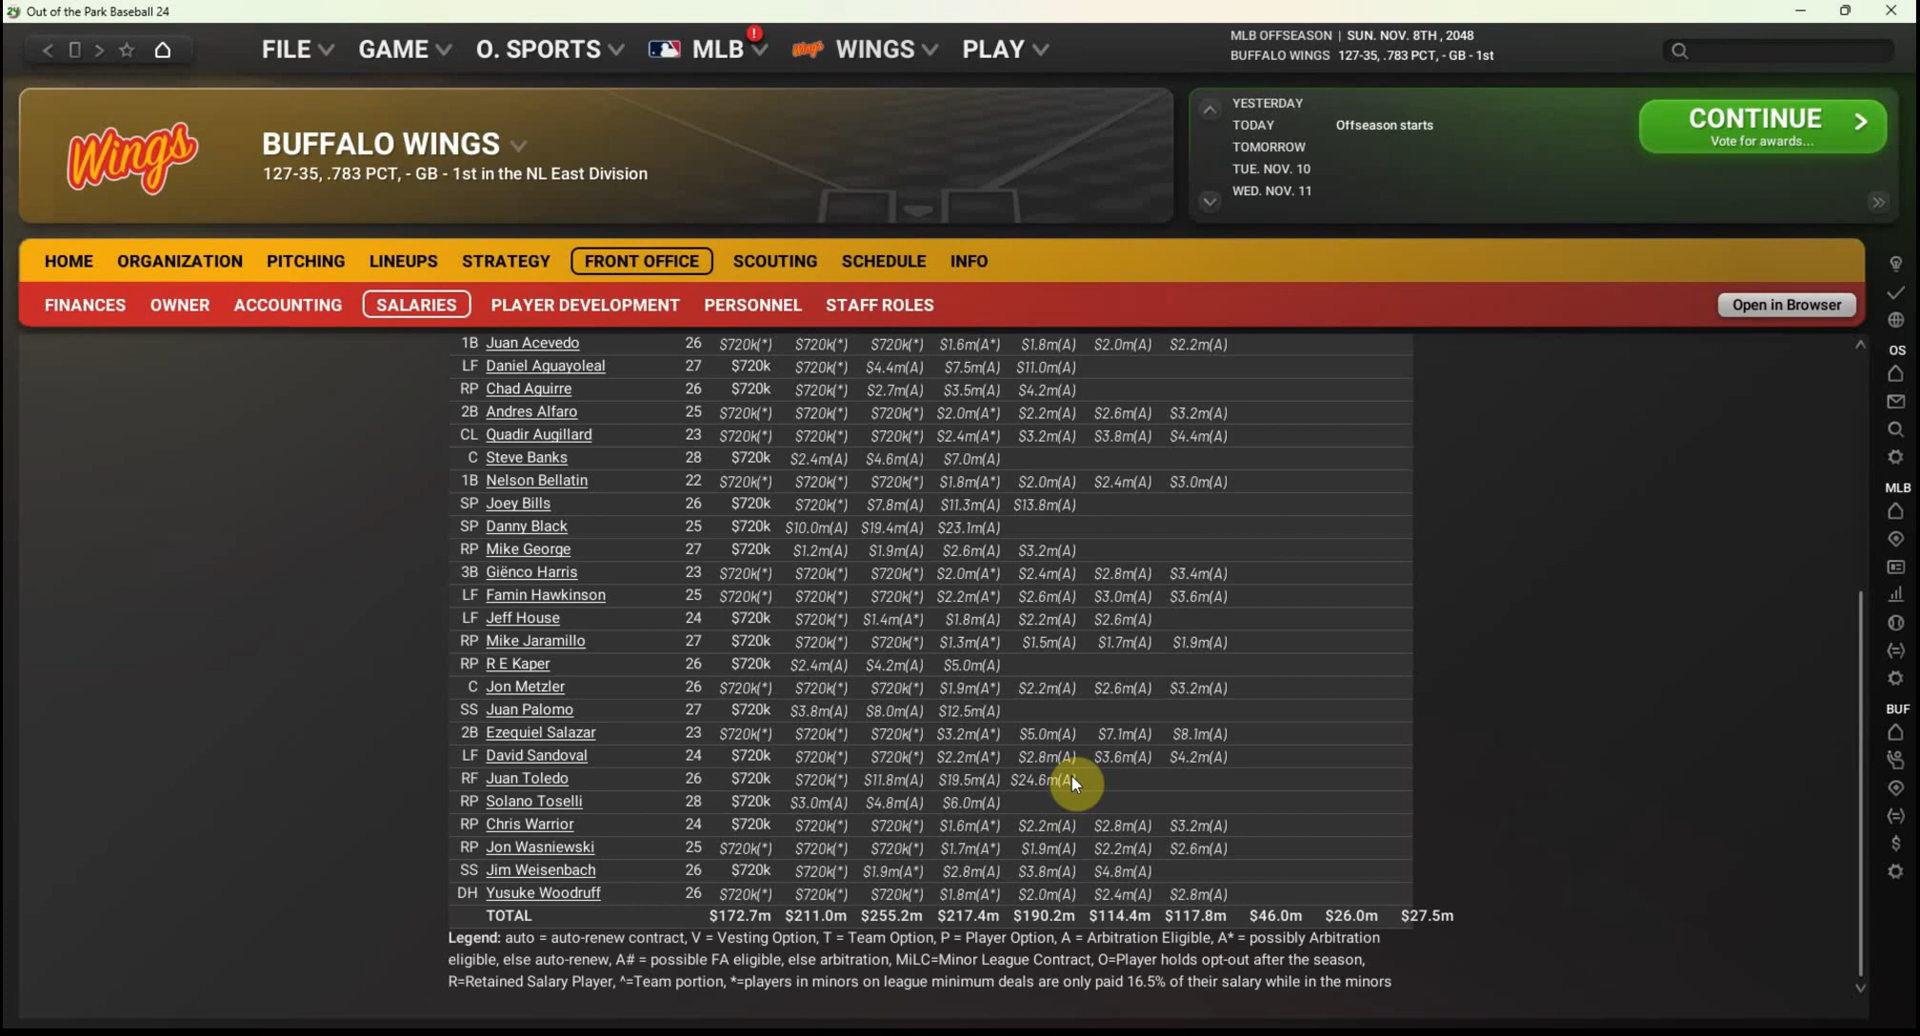 Out of the Park Baseball 24
FILE GAME O. SPORTS MLB WINGS PLAY
MLB OFFSEASON | SUN. NOV. 8TH , 2048
BUFFALO WINGS 127-35, .783 PCT, - GB - 1st
Wings
BUFFALO WINGS
127-35, .783 PCT, - GB - 1st in the NL East Division
YESTERDAY
TODAY Offseason starts
TOMORROW
TUE. NOV. 10
WED. NOV. 11
CONTINUE
Vote for awards...
HOME ORGANIZATION PITCHING LINEUPS STRATEGY FRONT OFFICE SCOUTING SCHEDULE INFO
FINANCES OWNER ACCOUNTING SALARIES PLAYER DEVELOPMENT PERSONNEL STAFF ROLES Open in Browser
1B Juan Acevedo 26 $720k(*) $720k(*) $720k(*) $1.6m(A*) $1.8m(A) $2.0m(A) $2.2m(A)
LF Daniel Aguayoleal 27 $720k $720k(*) $4.4m(A) $7.5m(A) $11.0m(A)
RP Chad Aguirre 26 $720k $720k(*) $2.7m(A) $3.5m(A) $4.2m(A)
2B Andres Alfaro 25 $720k(*) $720k(*) $720k(*) $2.0m(A*) $2.2m(A) $2.6m(A) $3.2m(A)
CL Quadir Augillard 23 $720k(*) $720k(*) $720k(*) $2.4m(A*) $3.2m(A) $3.8m(A) $4.4m(A)
C Steve Banks 28 $720k $2.4m(A) $4.6m(A) $7.0m(A)
1B Nelson Bellatin 22 $720k(*) $720k(*) $720k(*) $1.8m(A*) $2.0m(A) $2.4m(A) $3.0m(A)
SP Joey Bills 26 $720k $720k(*) $7.8m(A) $11.3m(A) $13.8m(A)
SP Danny Black 25 $720k $10.0m(A) $19.4m(A) $23.1m(A)
RP Mike George 27 $720k $1.2m(A) $1.9m(A) $2.6m(A) $3.2m(A)
3B Giënco Harris 23 $720k(*) $720k(*) $720k(*) $2.0m(A*) $2.4m(A) $2.8m(A) $3.4m(A)
LF Famin Hawkinson 25 $720k(*) $720k(*) $720k(*) $2.2m(A*) $2.6m(A) $3.0m(A) $3.6m(A)
LF Jeff House 24 $720k $720k(*) $1.4m(A*) $1.8m(A) $2.2m(A) $2.6m(A)
RP Mike Jaramillo 27 $720k $720k(*) $720k(*) $1.3m(A*) $1.5m(A) $1.7m(A) $1.9m(A)
RP R E Kaper 26 $720k $2.4m(A) $4.2m(A) $5.0m(A)
C Jon Metzler 26 $720k(*) $720k(*) $720k(*) $1.9m(A*) $2.2m(A) $2.6m(A) $3.2m(A)
SS Juan Palomo 27 $720k $3.8m(A) $8.0m(A) $12.5m(A)
2B Ezequiel Salazar 23 $720k(*) $720k(*) $720k(*) $3.2m(A*) $5.0m(A) $7.1m(A) $8.1m(A)
LF David Sandoval 24 $720k $720k(*) $720k(*) $2.2m(A*) $2.8m(A) $3.6m(A) $4.2m(A)
RF Juan Toledo 26 $720k $720k(*) $11.8m(A) $19.5m(A) $24.6m(A)
RP Solano Toselli 28 $720k $3.0m(A) $4.8m(A) $6.0m(A)
RP Chris Warrior 24 $720k $720k(*) $720k(*) $1.6m(A*) $2.2m(A) $2.8m(A) $3.2m(A)
RP Jon Wasniewski 25 $720k(*) $720k(*) $720k(*) $1.7m(A*) $1.9m(A) $2.2m(A) $2.6m(A)
SS Jim Weisenbach 26 $720k $720k(*) $1.9m(A*) $2.8m(A) $3.8m(A) $4.8m(A)
DH Yusuke Woodruff 26 $720k(*) $720k(*) $720k(*) $1.8m(A*) $2.0m(A) $2.4m(A) $2.8m(A)
TOTAL $172.7m $211.0m $255.2m $217.4m $190.2m $114.4m $117.8m $46.0m $26.0m $27.5m
Legend: auto = auto-renew contract, V = Vesting Option, T = Team Option, P = Player Option, A = Arbitration Eligible, A* = possibly Arbitration
eligible, else auto-renew, A# = possible FA eligible, else arbitration, MiLC=Minor League Contract, O=Player holds opt-out after the season,
R=Retained Salary Player, ^=Team portion, *=players in minors on league minimum deals are only paid 16.5% of their salary while in the minors
OS
MLB
BUF